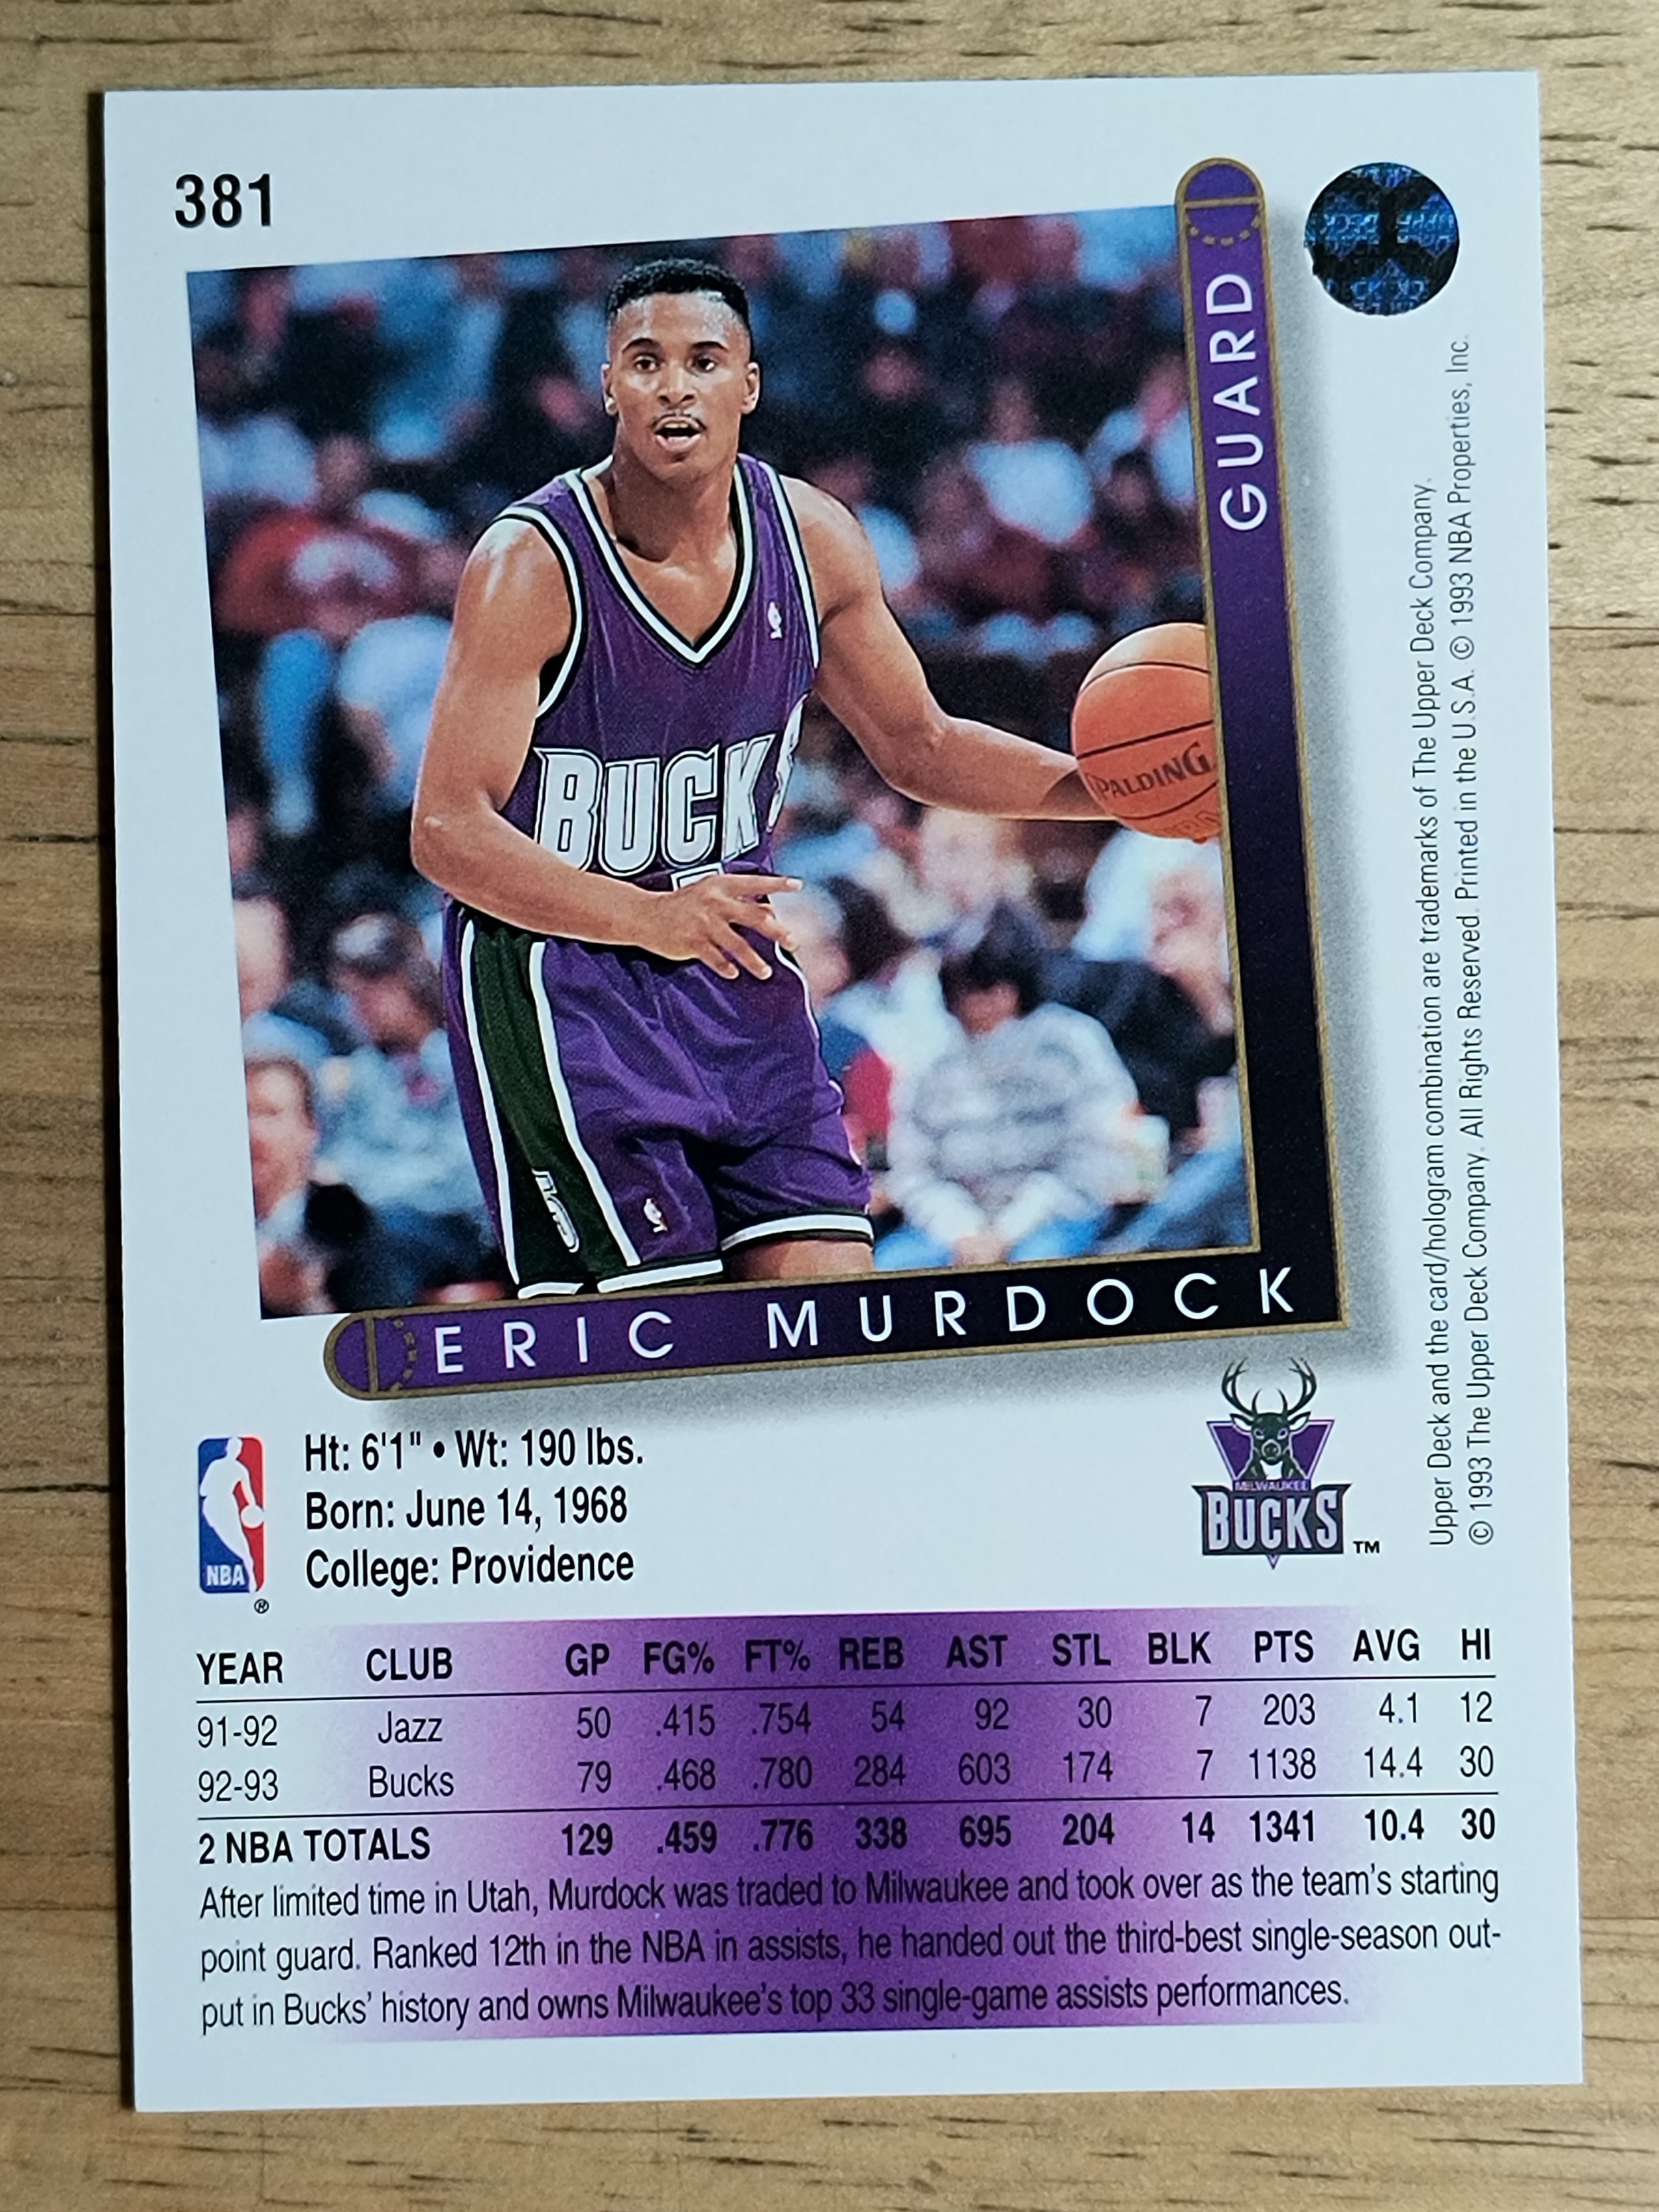 381
GUARD
SPALDING
BUCKS
ERIC MURDOCK
Upper Deck and the card/hologram combination are trademarks of The Upper Deck Company.
© 1993 The Upper Deck Company. All Rights Reserved. Printed in the U.S.A. © 1993 NBA Properties, Inc.
NBA
®
Ht: 6'1" • Wt: 190 lbs.
Born: June 14, 1968
College: Providence
MILWAUKEE
BUCKS ™
YEAR CLUB GP FG% FT% REB AST STL BLK PTS AVG HI
91-92 Jazz 50 .415 .754 54 92 30 7 203 4.1 12
92-93 Bucks 79 .468 .780 284 603 174 7 1138 14.4 30
2 NBA TOTALS 129 .459 .776 338 695 204 14 1341 10.4 30
After limited time in Utah, Murdock was traded to Milwaukee and took over as the team's starting
point guard. Ranked 12th in the NBA in assists, he handed out the third-best single-season out-
put in Bucks' history and owns Milwaukee's top 33 single-game assists performances.